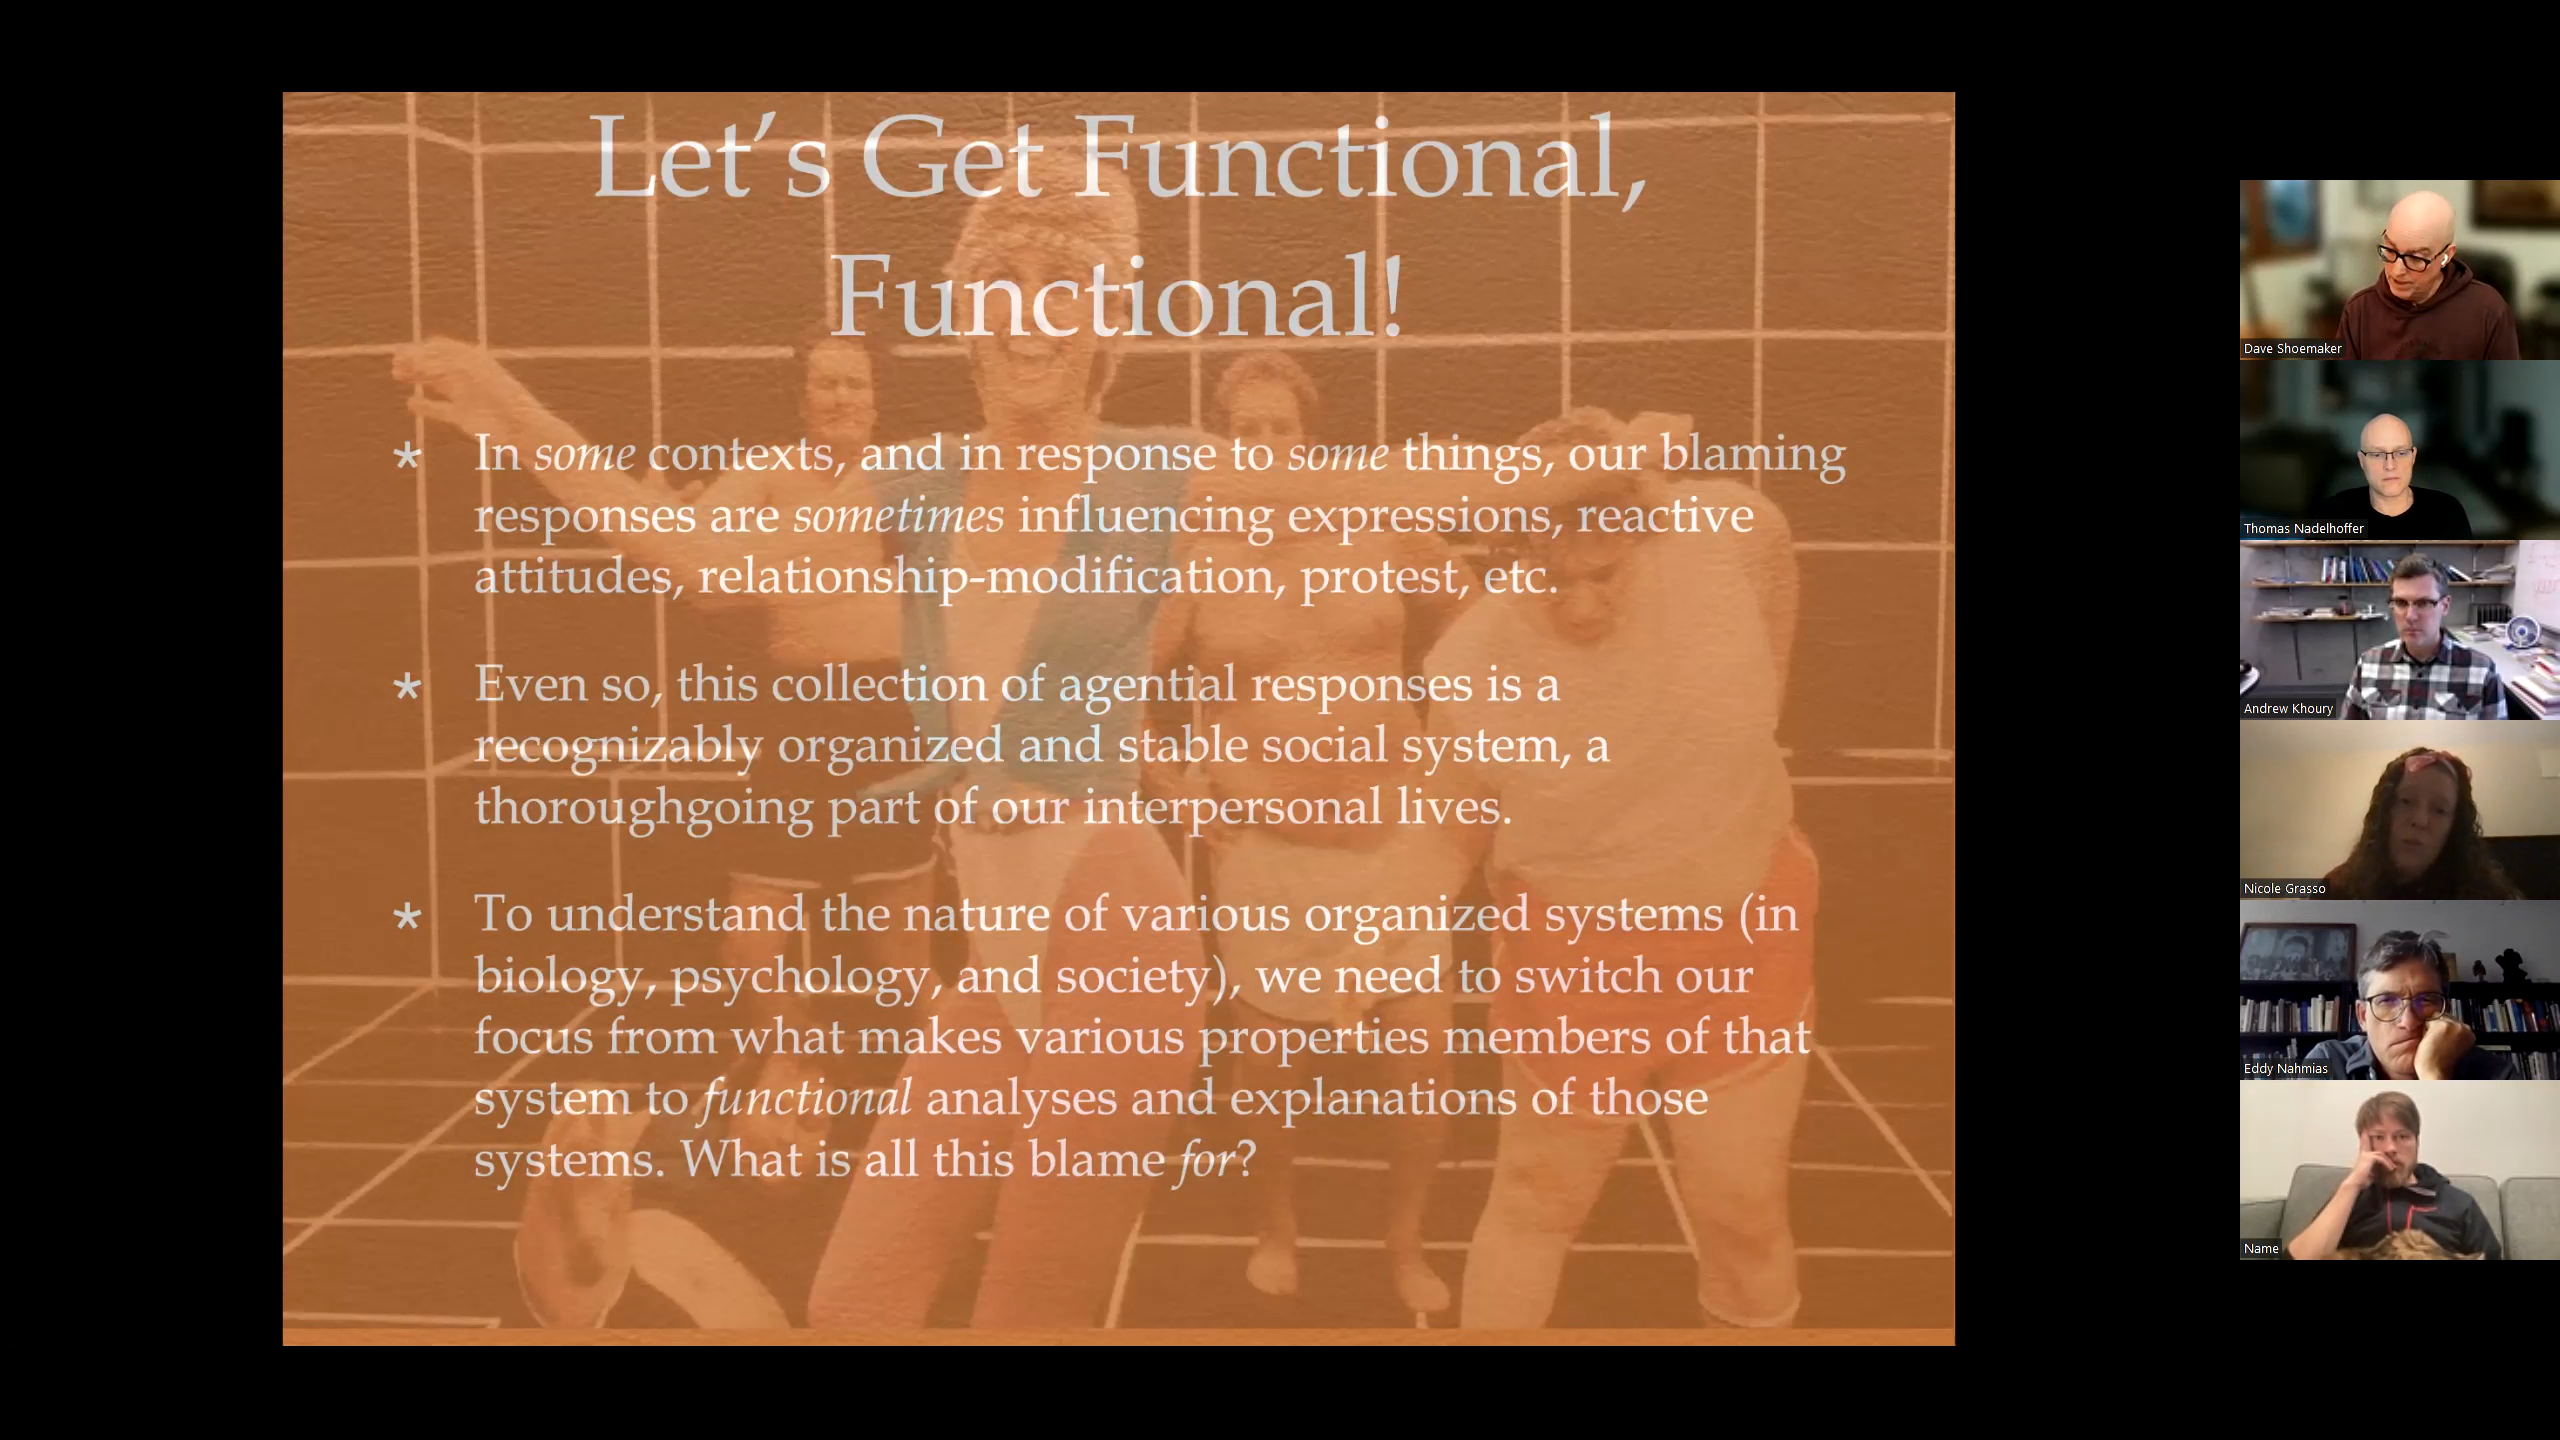 Let’s Get Functional,
Functional!
* In some contexts, and in response to some things, our blaming
responses are sometimes influencing expressions, reactive
attitudes, relationship-modification, protest, etc.
* Even so, this collection of agential responses is a
recognizably organized and stable social system, a
thoroughgoing part of our interpersonal lives.
* To understand the nature of various organized systems (in
biology, psychology, and society), we need to switch our
focus from what makes various properties members of that
system to functional analyses and explanations of those
systems. What is all this blame for?
Dave Shoemaker
Thomas Nadelhoffer
Andrew Khoury
Nicole Grasso
Eddy Nahmias
Name